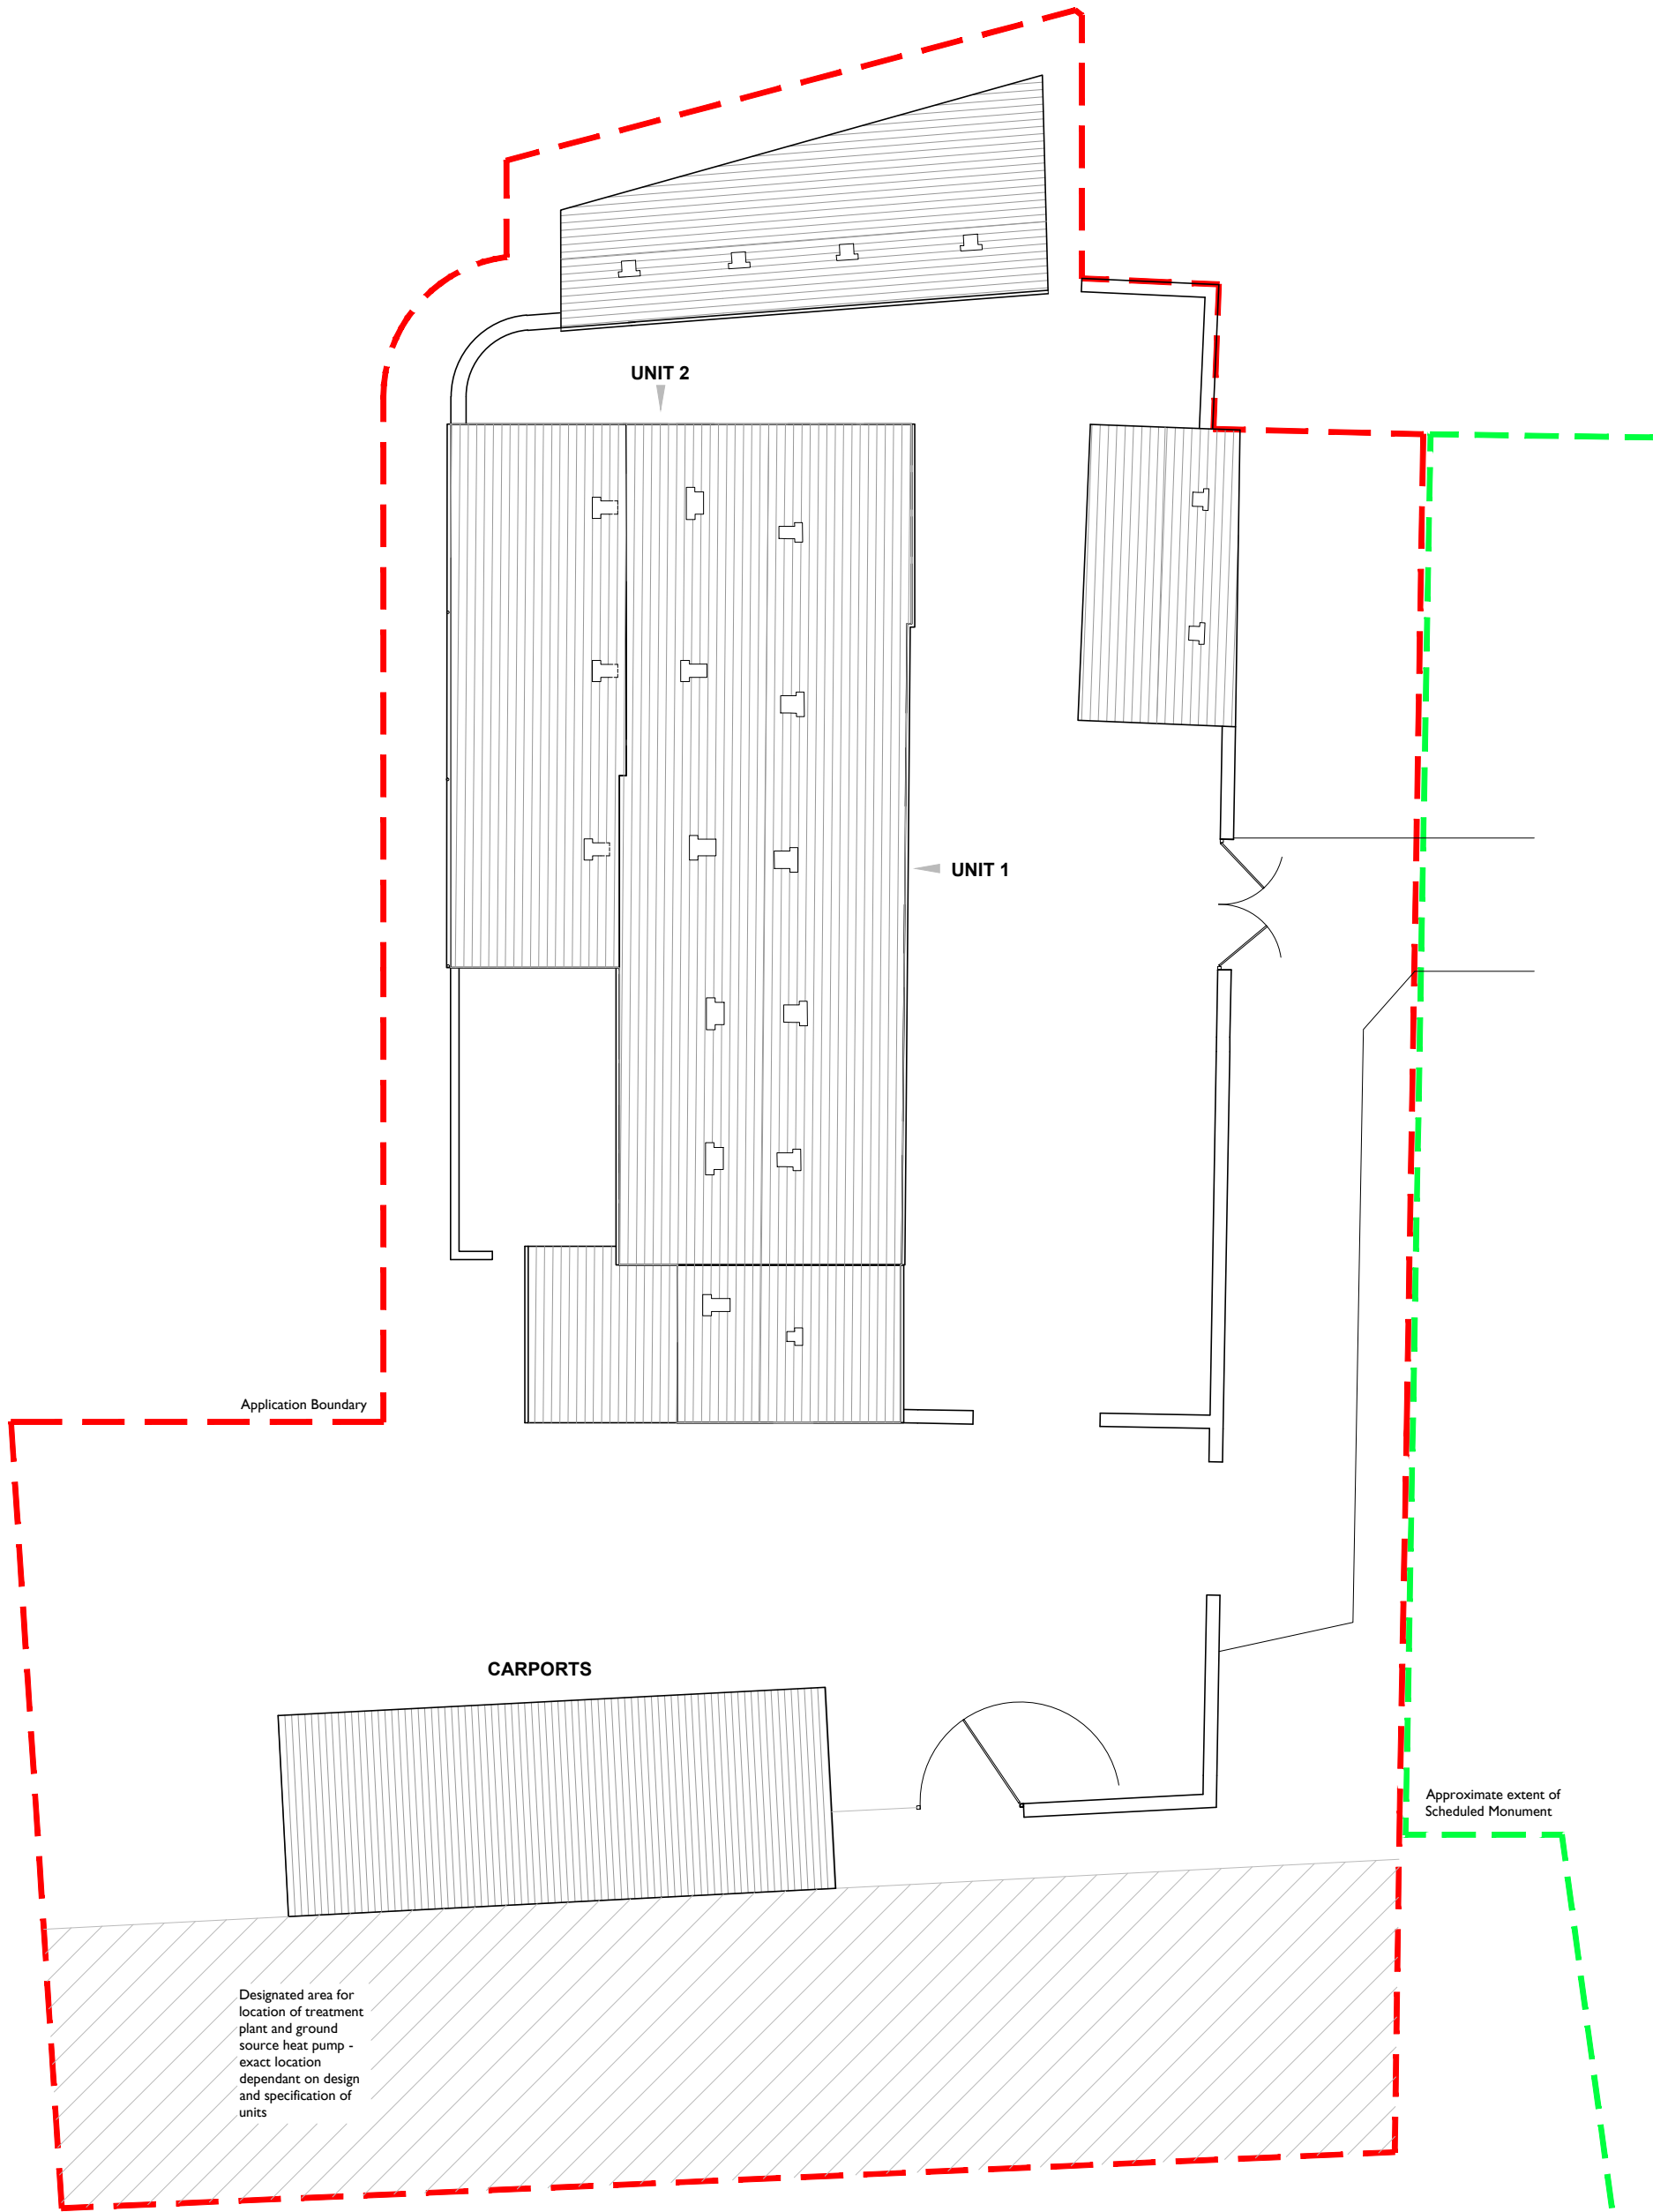 UNIT 2
UNIT 1
Application Boundary
CARPORTS
Approximate extent of
Scheduled Monument
Designated area for
location of treatment
plant and ground
source heat pump -
exact location
dependant on design
and specification of
units